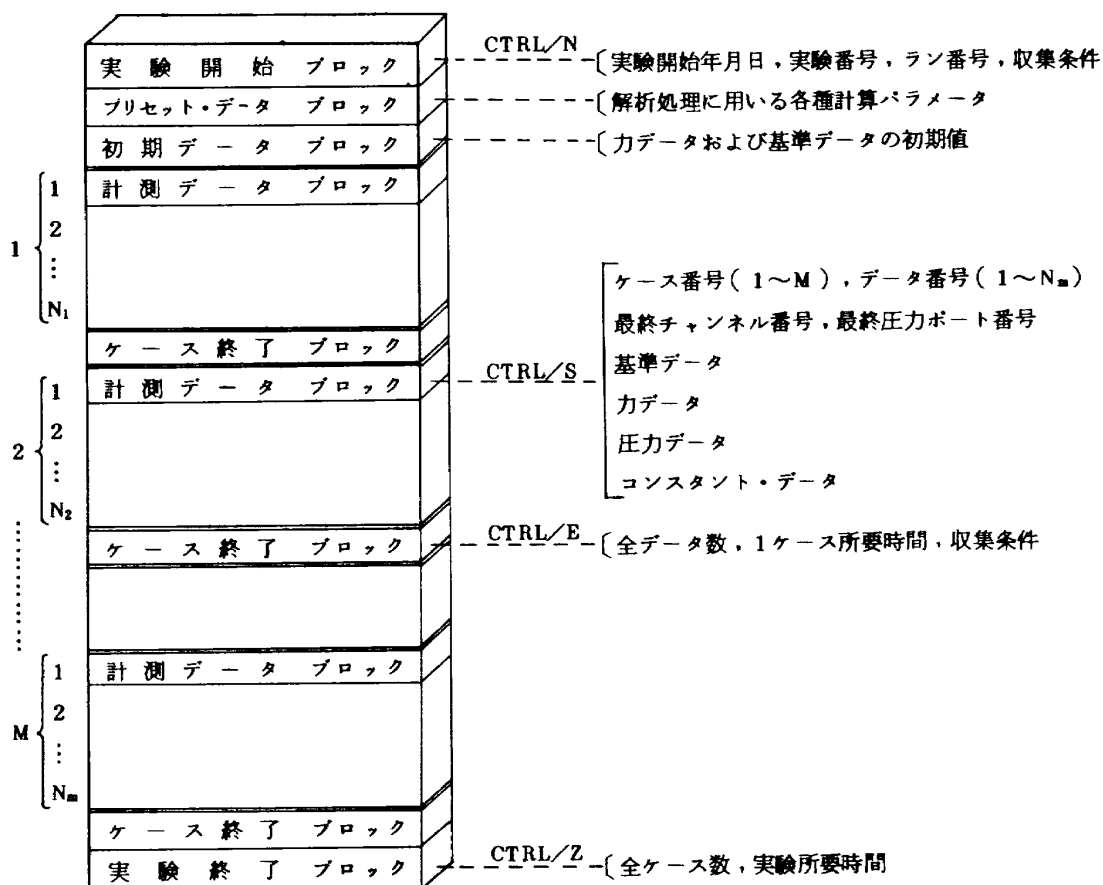 CTRL/N
実験開始 ブロック
実験開始年月日,実験番号,ラン番号,収集条件
プリセット・データ ブロック
解析処理に用いる各種計算パラメータ
初期データ ブロック
力データおよび基準データの初期値
計測データ ブロック
1
1
2
⋮
N₁
ケース終了 ブロック
計測データ ブロック
CTRL/S
ケース番号(1~M),データ番号(1~Nₘ)
最終チャンネル番号,最終圧力ポート番号
基準データ
力データ
圧力データ
コンスタント・データ
2
1
2
⋮
N₂
ケース終了 ブロック
CTRL/E
全データ数,1ケース所要時間,収集条件
計測データ ブロック
M
1
2
⋮
Nₘ
ケース終了 ブロック
実験終了 ブロック
CTRL/Z
全ケース数,実験所要時間